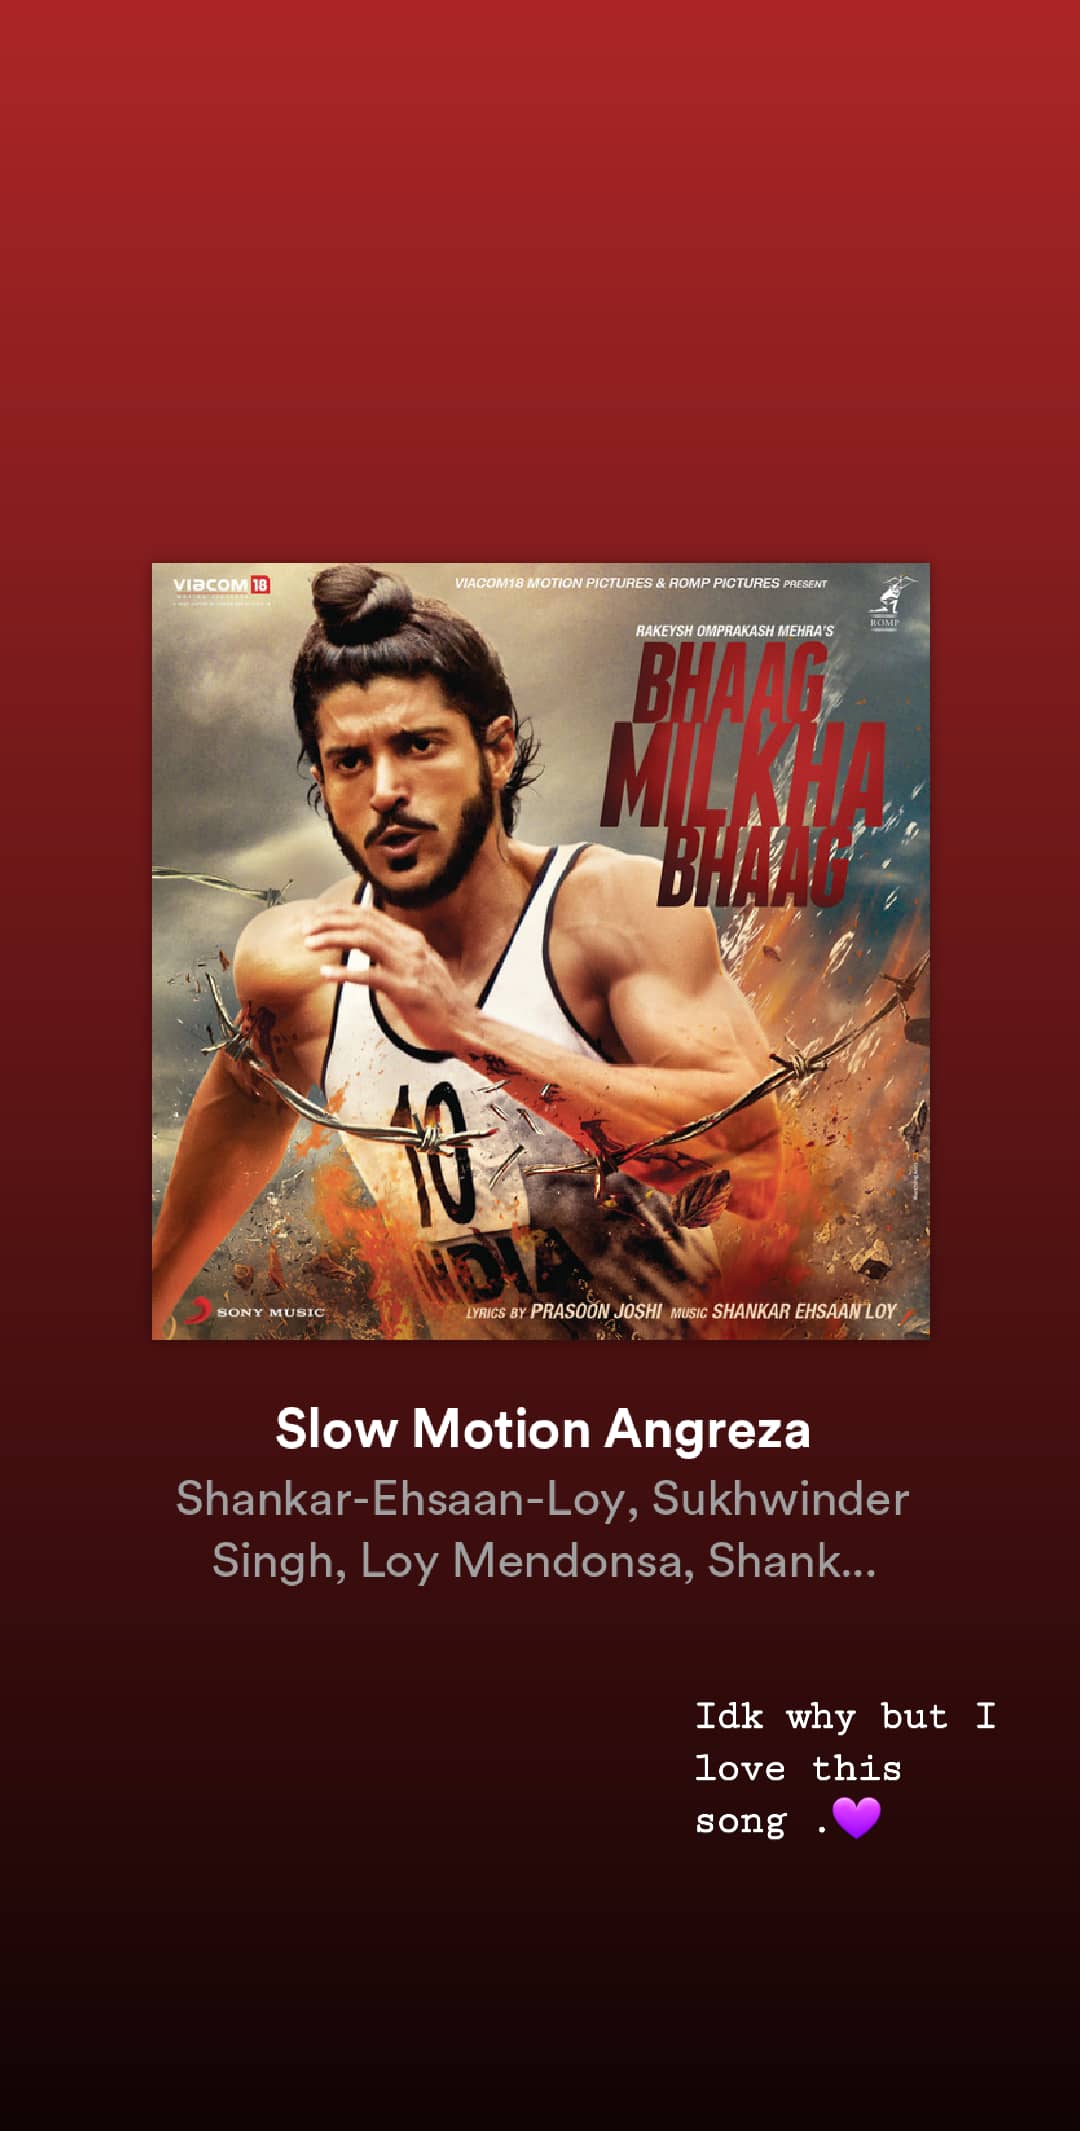 VIACOM 18
VIACOM18 MOTION PICTURES & ROMP PICTURES PRESENT
ROMP
RAKEYSH OMPRAKASH MEHRA'S
BHAAG
MILKHA
BHAAG
10
INDIA
SONY MUSIC
LYRICS BY PRASOON JOSHI MUSIC SHANKAR EHSAAN LOY
Slow Motion Angreza
Shankar-Ehsaan-Loy, Sukhwinder
Singh, Loy Mendonsa, Shank...
Idk why but I
love this
song .💜